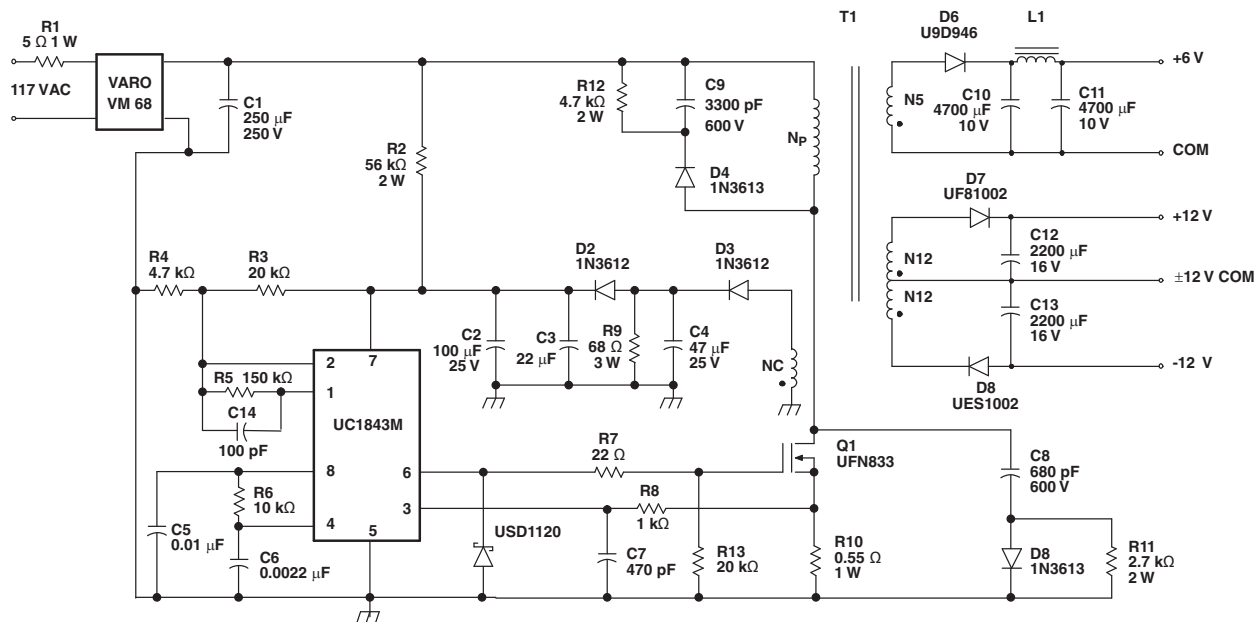 R1
5 Ω 1 W
117 VAC
VARO
VM 68
C1
250 μF
250 V
R2
56 kΩ
2 W
R12
4.7 kΩ
2 W
C9
3300 pF
600 V
D4
1N3613
NP
T1
D6
U9D946
L1
+6 V
N5
C10
4700 μF
10 V
C11
4700 μF
10 V
COM
D7
UF81002
+12 V
N12
N12
C12
2200 μF
16 V
±12 V COM
C13
2200 μF
16 V
-12 V
D8
UES1002
R4
4.7 kΩ
R3
20 kΩ
D2
1N3612
D3
1N3612
C2
100 μF
25 V
C3
22 μF
R9
68 Ω
3 W
C4
47 μF
25 V
NC
2
7
R5 150 kΩ
1
C14
100 pF
UC1843M
8
R6
10 kΩ
4
5
6
3
C5
0.01 μF
C6
0.0022 μF
USD1120
R7
22 Ω
R8
1 kΩ
C7
470 pF
R13
20 kΩ
Q1
UFN833
R10
0.55 Ω
1 W
C8
680 pF
600 V
D8
1N3613
R11
2.7 kΩ
2 W